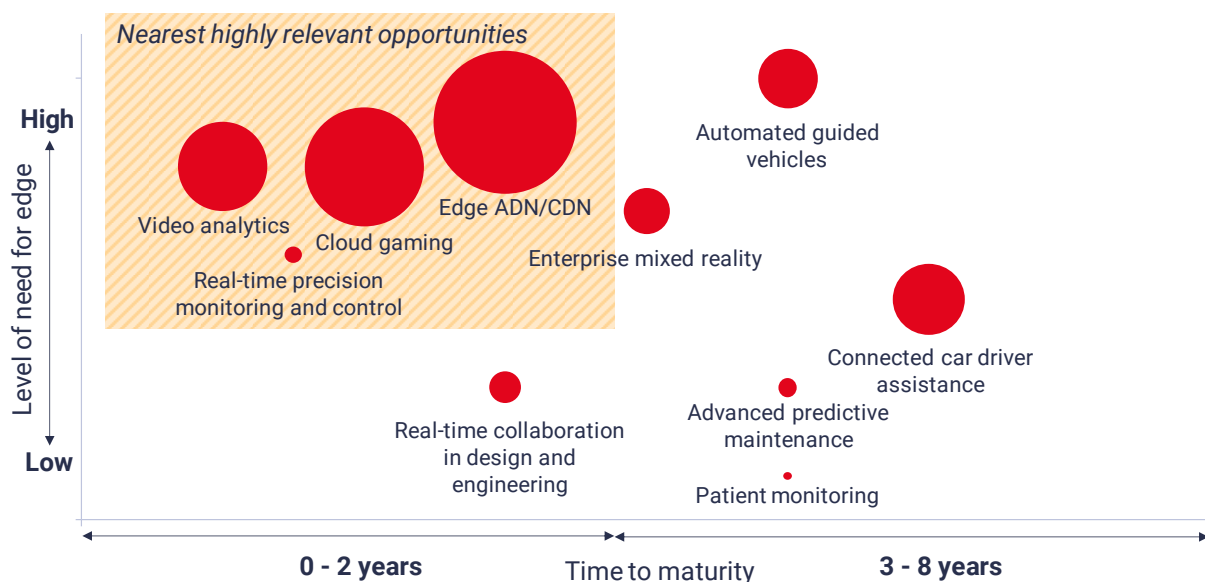 Nearest highly relevant opportunities
High
Level of need for edge
Low
Video analytics
Cloud gaming
Edge ADN/CDN
Real-time precision
monitoring and control
Automated guided
vehicles
Enterprise mixed reality
Connected car driver
assistance
Real-time collaboration
in design and
engineering
Advanced predictive
maintenance
Patient monitoring
0 - 2 years
Time to maturity
3 - 8 years